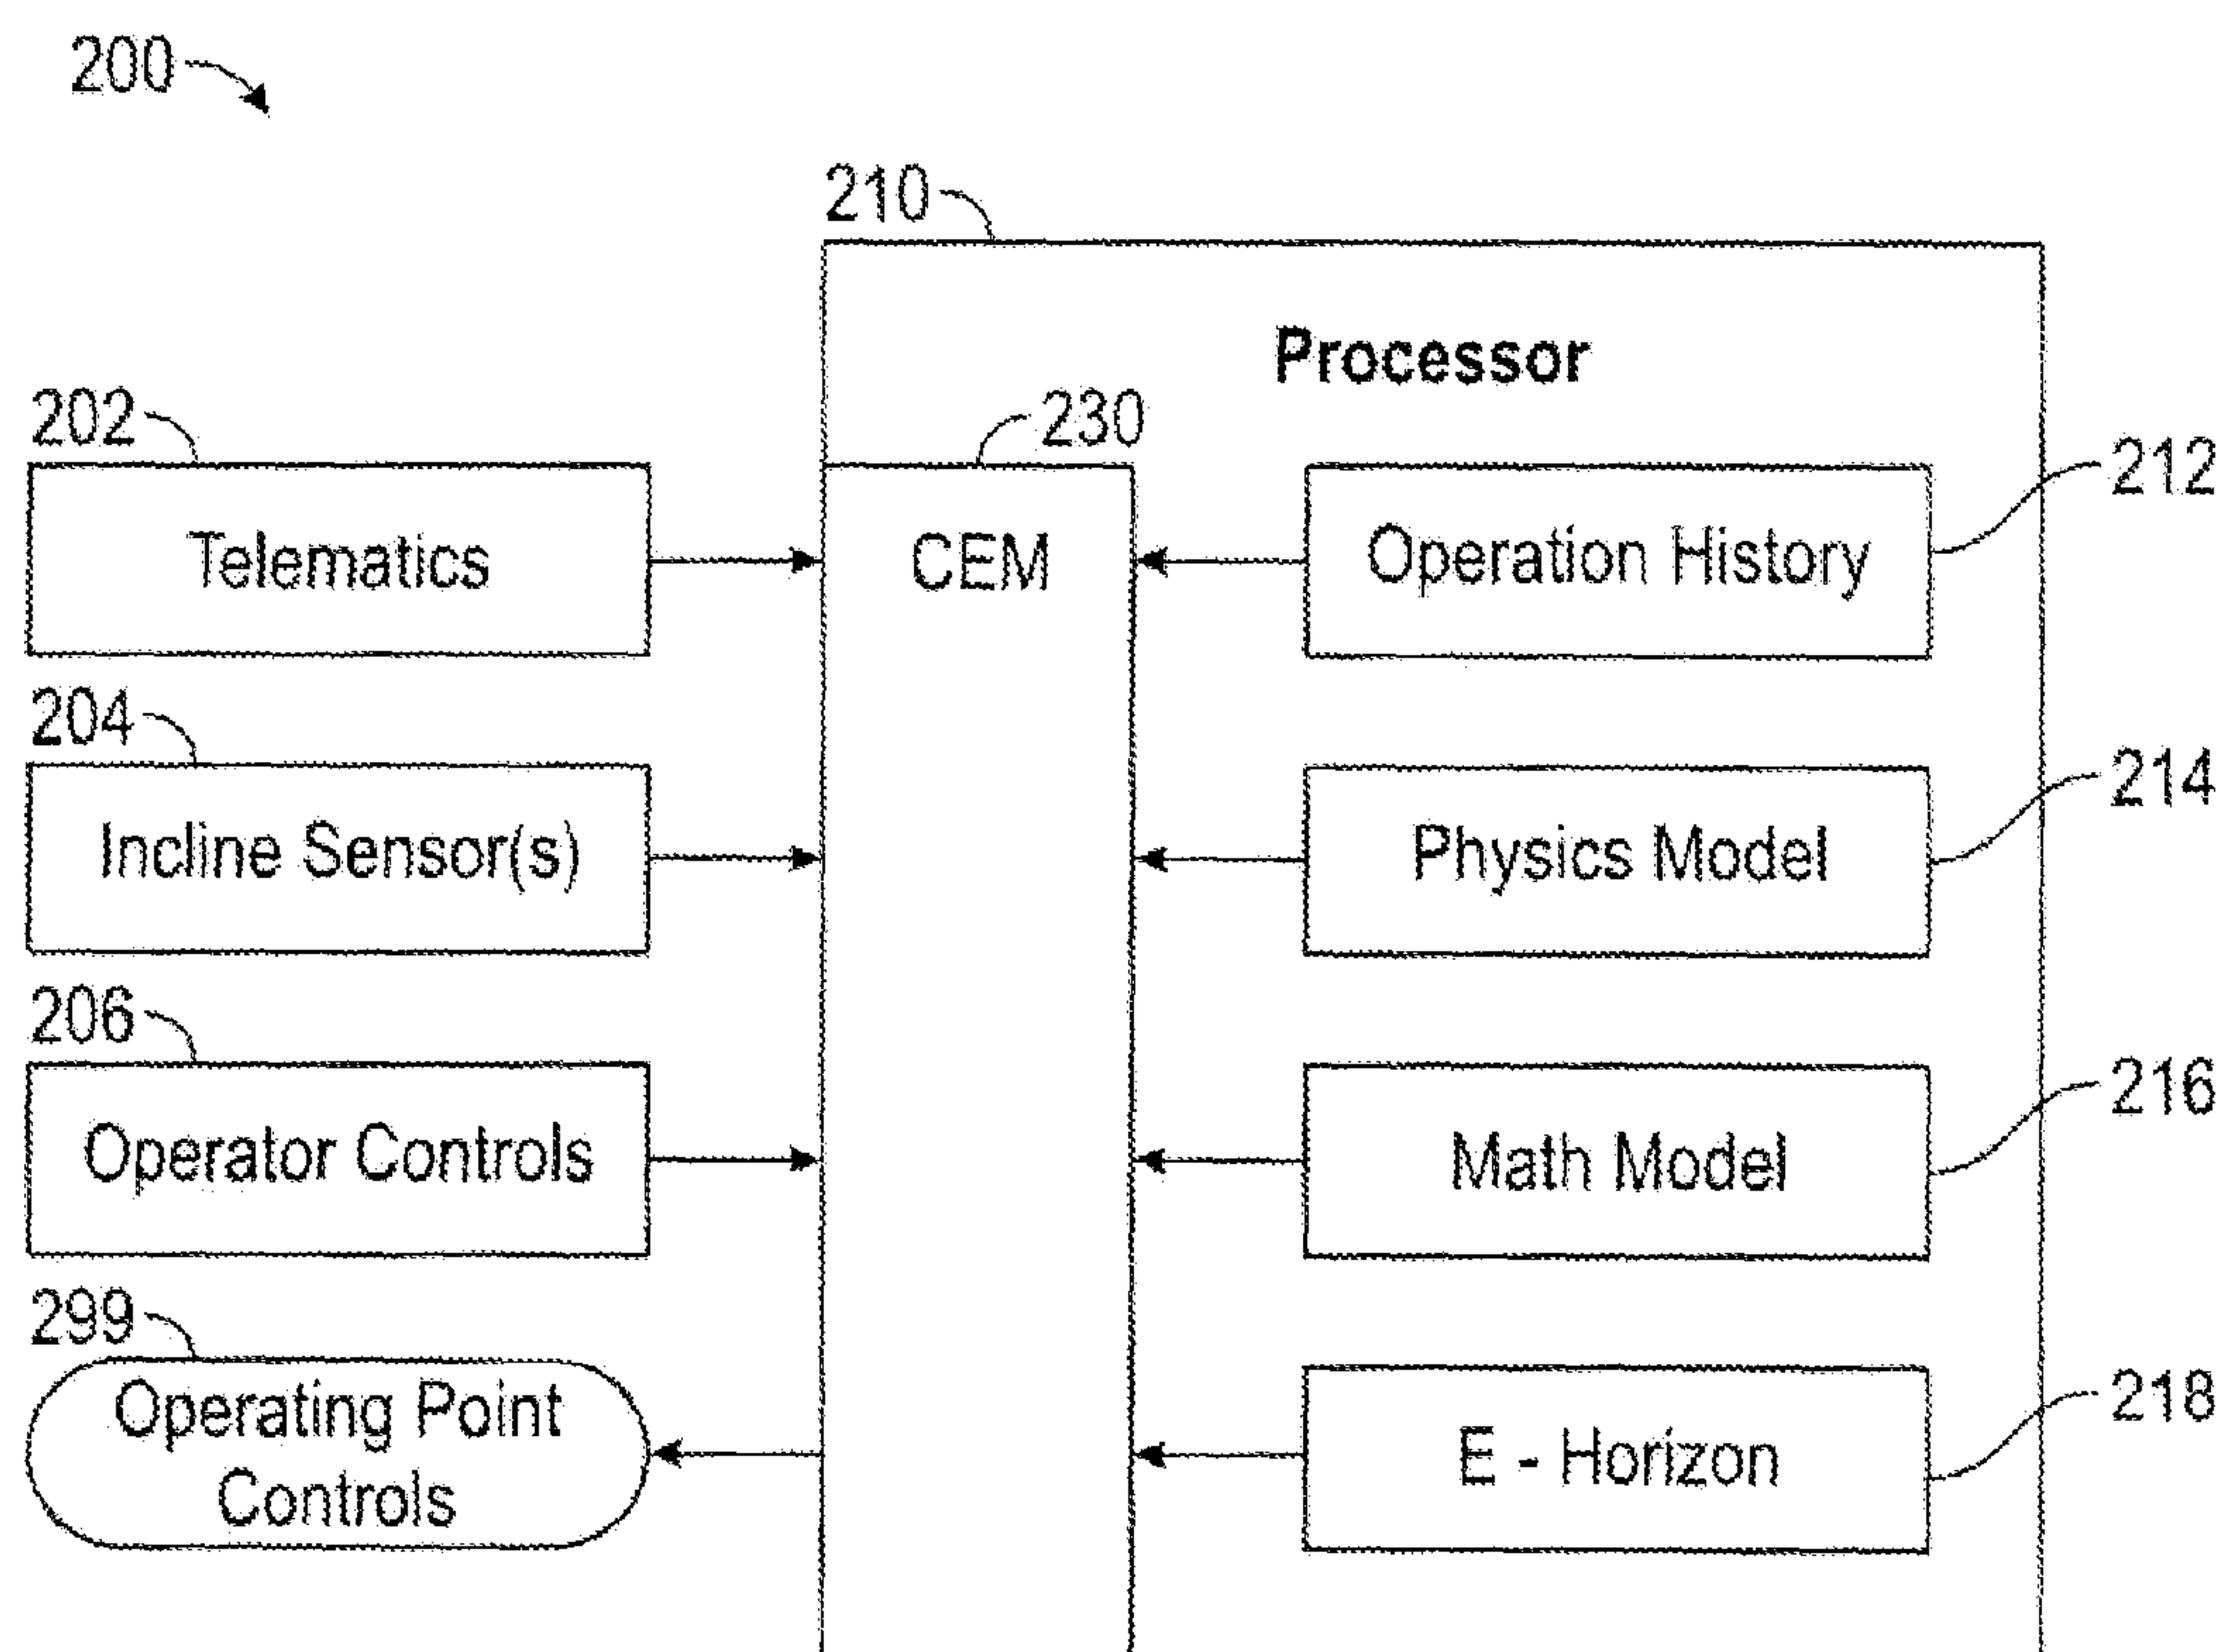 200
210
Processor
202
230
212
Telematics
CEM
Operation History
204
214
Incline Sensor(s)
Physics Model
206
216
Operator Controls
Math Model
299
218
Operating Point
Controls
E - Horizon